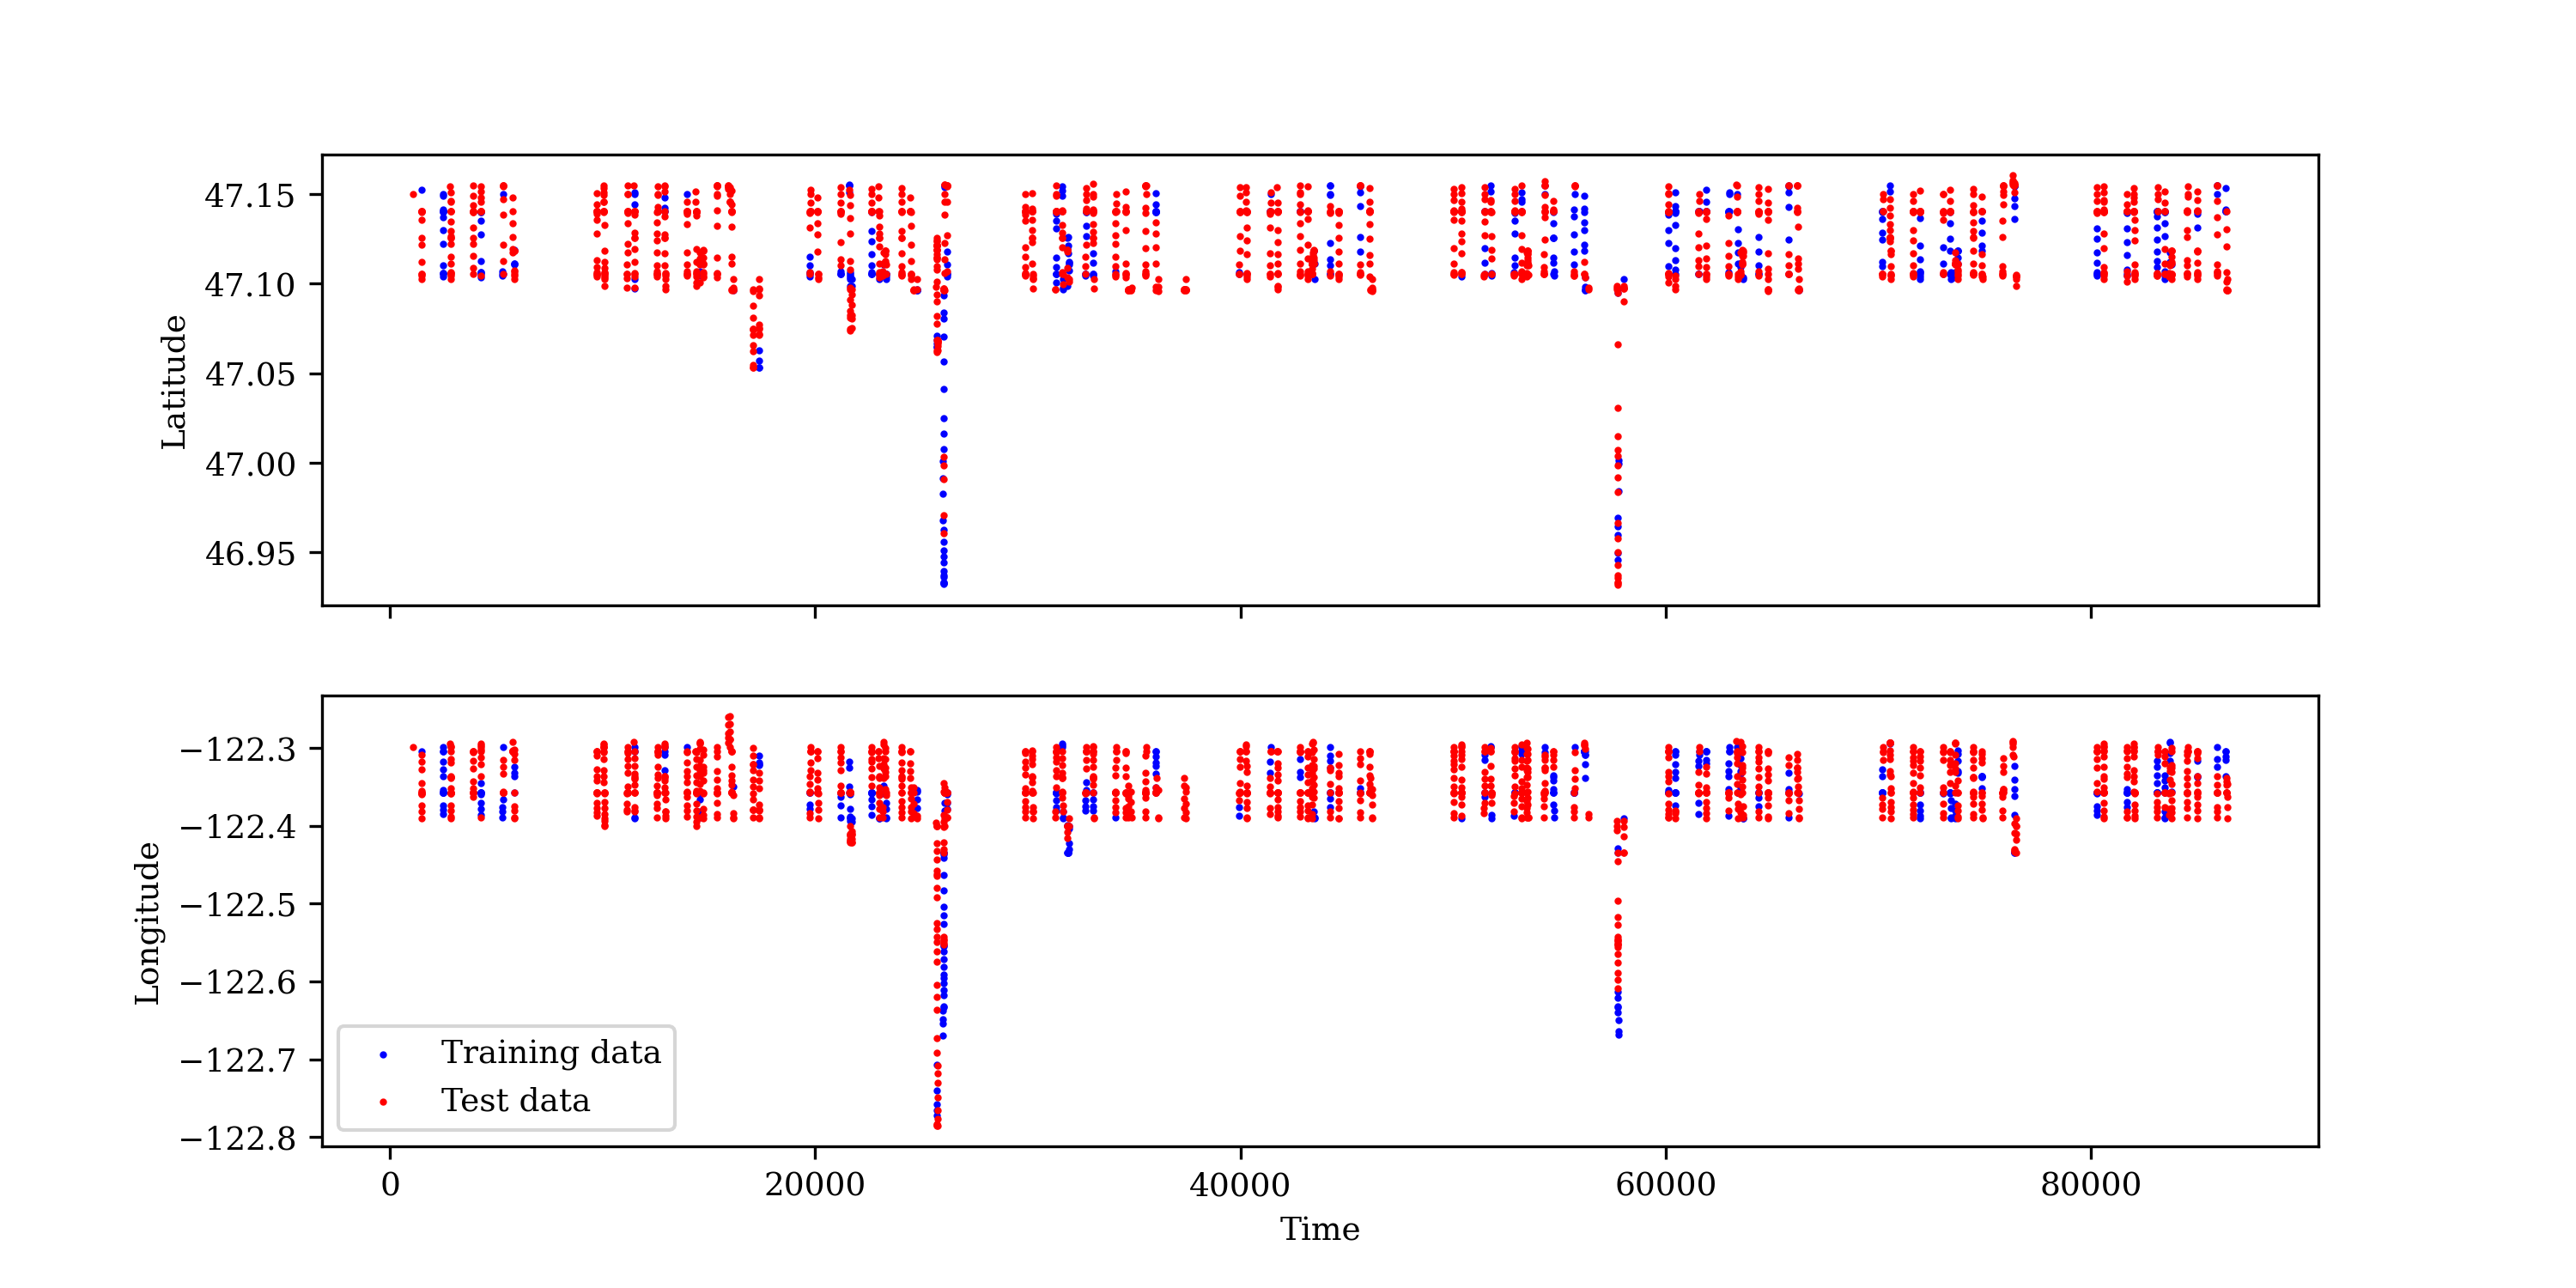 47.15
47.10
47.05
47.00
46.95
Latitude
−122.3
−122.4
−122.5
−122.6
−122.7
−122.8
Longitude
Training data
Test data
0 20000 40000 60000 80000
Time